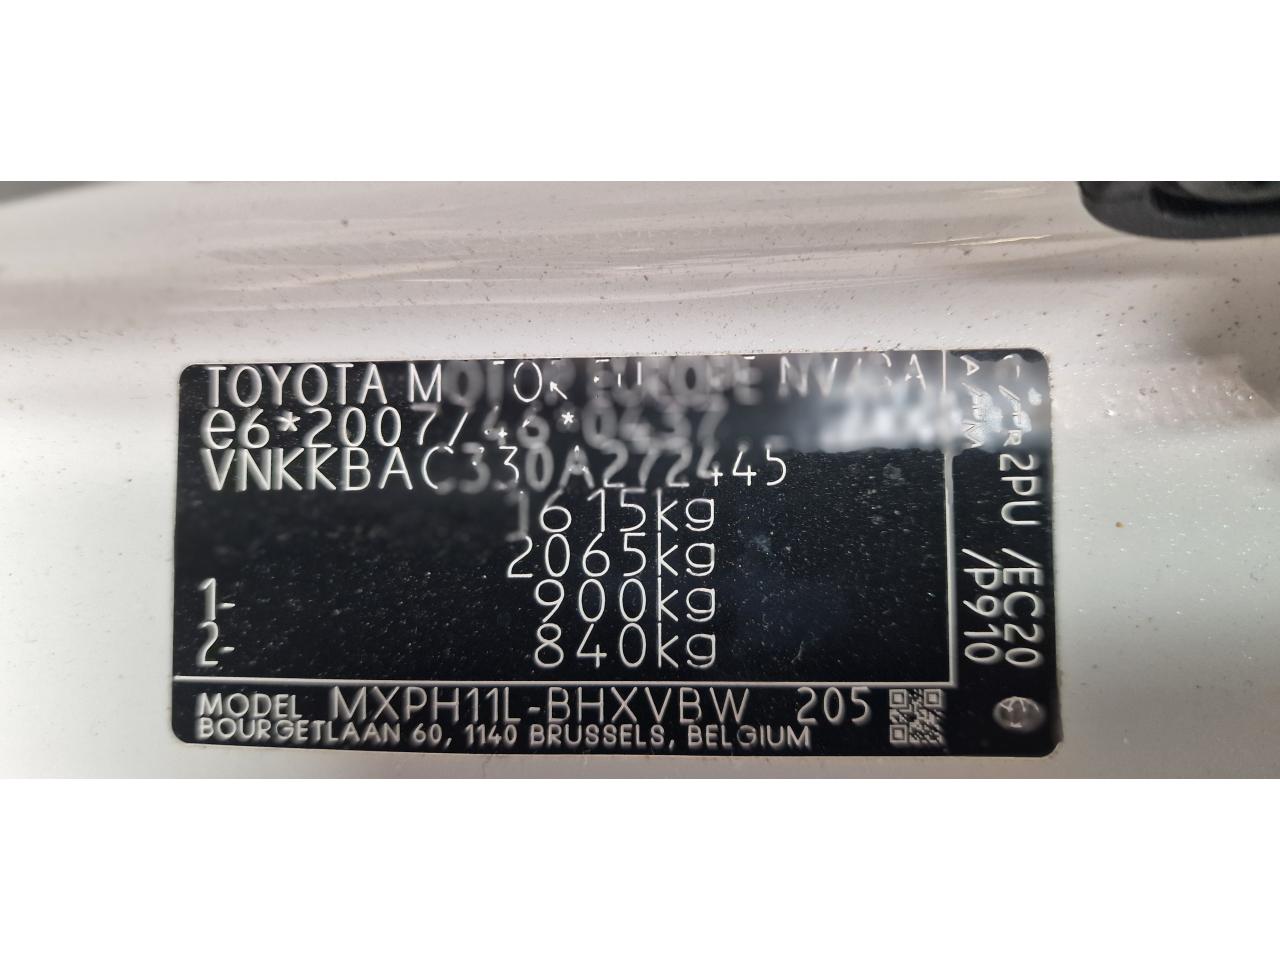 TOYOTA MOTOR EUROPE NV/SA
e6*2007/46*0437
VNKKBAC330A272445
1615kg
2065kg
1- 900kg
2- 840kg
MODEL MXPH11L-BHXVBW 205
BOURGETLAAN 60, 1140 BRUSSELS, BELGIUM
2PU /EC20
/P910